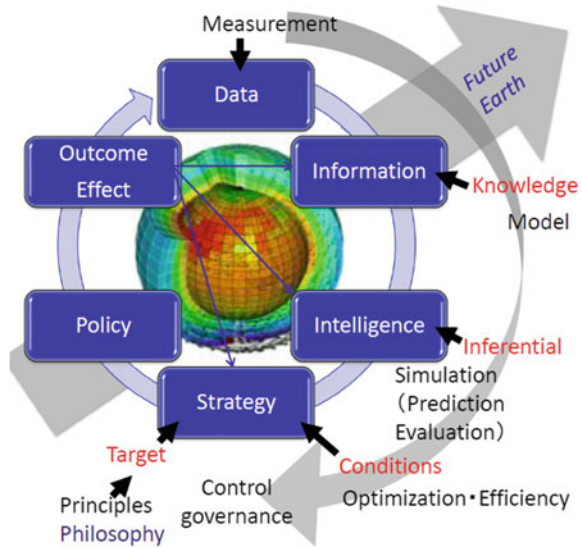 Measurement
Data
Future
Earth
Outcome
Effect
Information
Knowledge
Model
Policy
Intelligence
Inferential
Simulation
（Prediction
Evaluation）
Strategy
Target
Conditions
Principles
Philosophy
Control
governance
Optimization・Efficiency